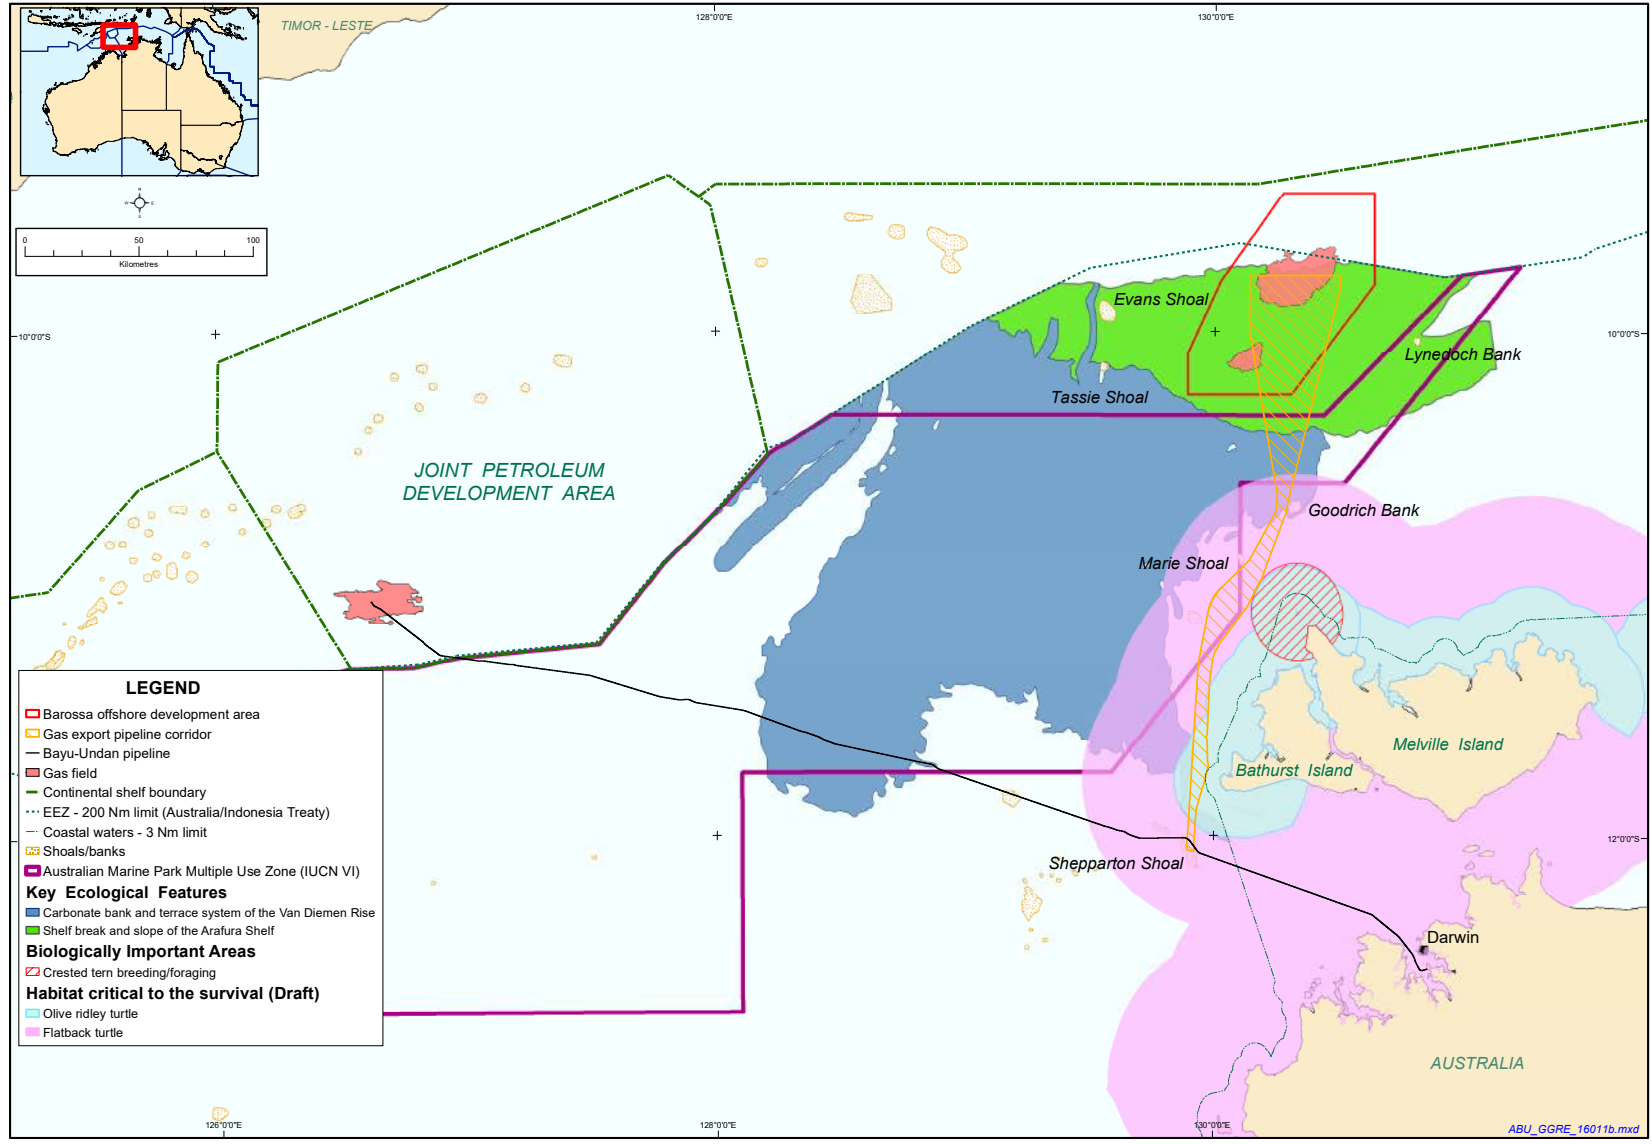 TIMOR - LESTE
128°0'0"E
130°0'0"E
N
W
E
S
0
50
100
Kilometres
Evans Shoal
10°0'0"S
10°0'0"S
Lynedoch Bank
Tassie Shoal
JOINT PETROLEUM
DEVELOPMENT AREA
Goodrich Bank
Marie Shoal
LEGEND
Barossa offshore development area
Gas export pipeline corridor
Bayu-Undan pipeline
Gas field
Continental shelf boundary
EEZ - 200 Nm limit (Australia/Indonesia Treaty)
Coastal waters - 3 Nm limit
Shoals/banks
Australian Marine Park Multiple Use Zone (IUCN VI)
Key Ecological Features
Carbonate bank and terrace system of the Van Diemen Rise
Shelf break and slope of the Arafura Shelf
Biologically Important Areas
Crested tern breeding/foraging
Habitat critical to the survival (Draft)
Olive ridley turtle
Flatback turtle
Melville Island
Bathurst Island
12°0'0"S
Shepparton Shoal
Darwin
AUSTRALIA
126°0'0"E
128°0'0"E
130°0'0"E
ABU_GGRE_16011b.mxd